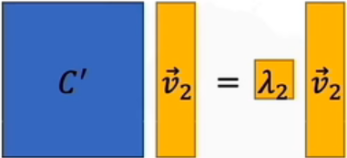 C′ v⃗₂ = λ₂ v⃗₂